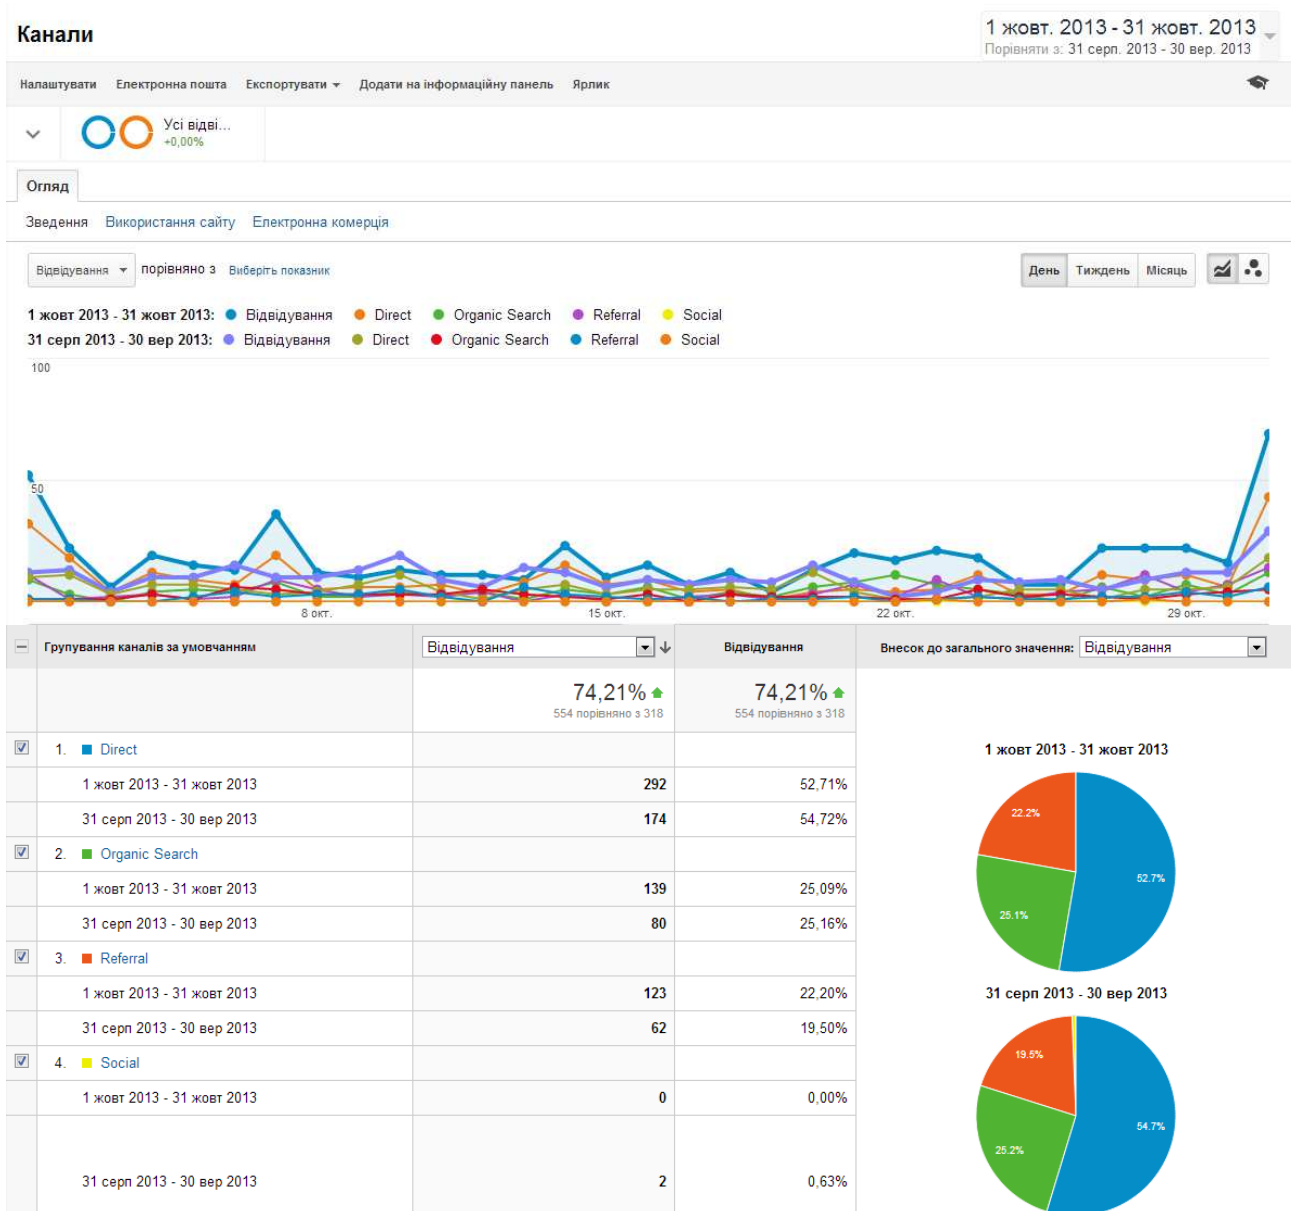 Канали
1 жовт. 2013 - 31 жовт. 2013
Порівняти з: 31 серп. 2013 - 30 вер. 2013
Налаштувати Електронна пошта Експортувати Додати на інформаційну панель Ярлик
Усі відві...
+0,00%
Огляд
Зведення Використання сайту Електронна комерція
Відвідування порівняно з Виберіть показник
День Тиждень Місяць
1 жовт 2013 - 31 жовт 2013: Відвідування Direct Organic Search Referral Social
31 серп 2013 - 30 вер 2013: Відвідування Direct Organic Search Referral Social
100
50
8 окт. 15 окт. 22 окт. 29 окт.
Групування каналів за умовчанням Відвідування Відвідування Внесок до загального значення: Відвідування
74,21% 74,21%
554 порівняно з 318 554 порівняно з 318
1. Direct
1 жовт 2013 - 31 жовт 2013 292 52,71%
31 серп 2013 - 30 вер 2013 174 54,72%
2. Organic Search
1 жовт 2013 - 31 жовт 2013 139 25,09%
31 серп 2013 - 30 вер 2013 80 25,16%
3. Referral
1 жовт 2013 - 31 жовт 2013 123 22,20%
31 серп 2013 - 30 вер 2013 62 19,50%
4. Social
1 жовт 2013 - 31 жовт 2013 0 0,00%
31 серп 2013 - 30 вер 2013 2 0,63%
1 жовт 2013 - 31 жовт 2013
22.2%
52.7%
25.1%
31 серп 2013 - 30 вер 2013
19.5%
54.7%
25.2%